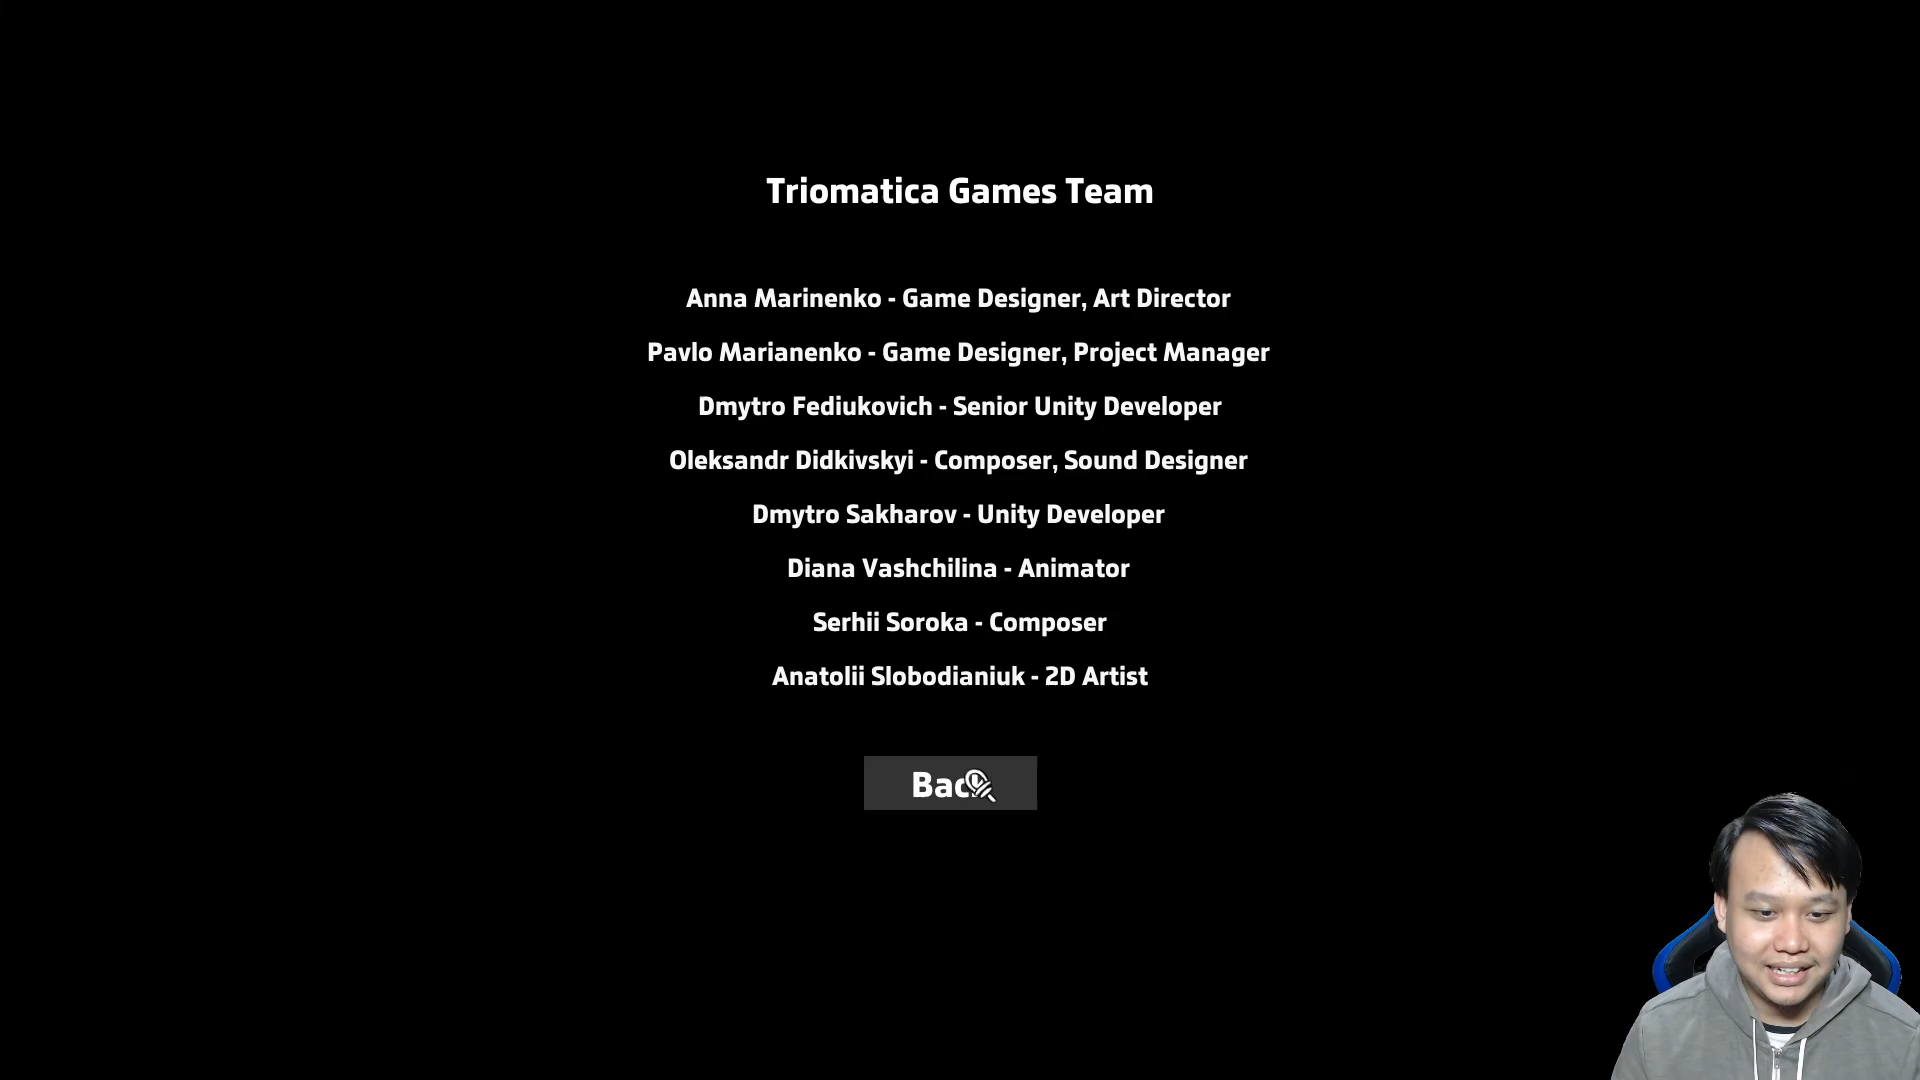 Triomatica Games Team
Anna Marinenko - Game Designer, Art Director
Pavlo Marianenko - Game Designer, Project Manager
Dmytro Fediukovich - Senior Unity Developer
Oleksandr Didkivskyi - Composer, Sound Designer
Dmytro Sakharov - Unity Developer
Diana Vashchilina - Animator
Serhii Soroka - Composer
Anatolii Slobodianiuk - 2D Artist
Back